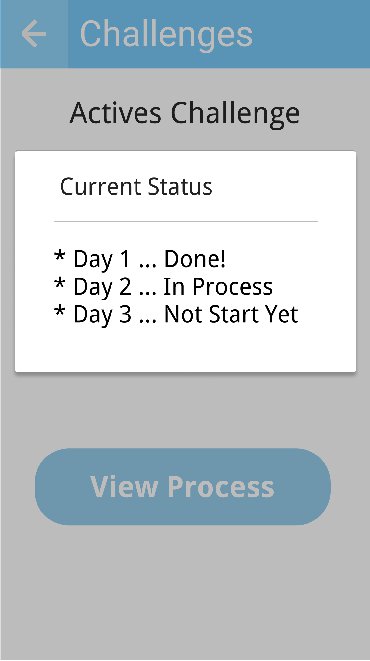 Challenges
Actives Challenge
Current Status
* Day 1 ... Done!
* Day 2 ... In Process
* Day 3 ... Not Start Yet
View Process